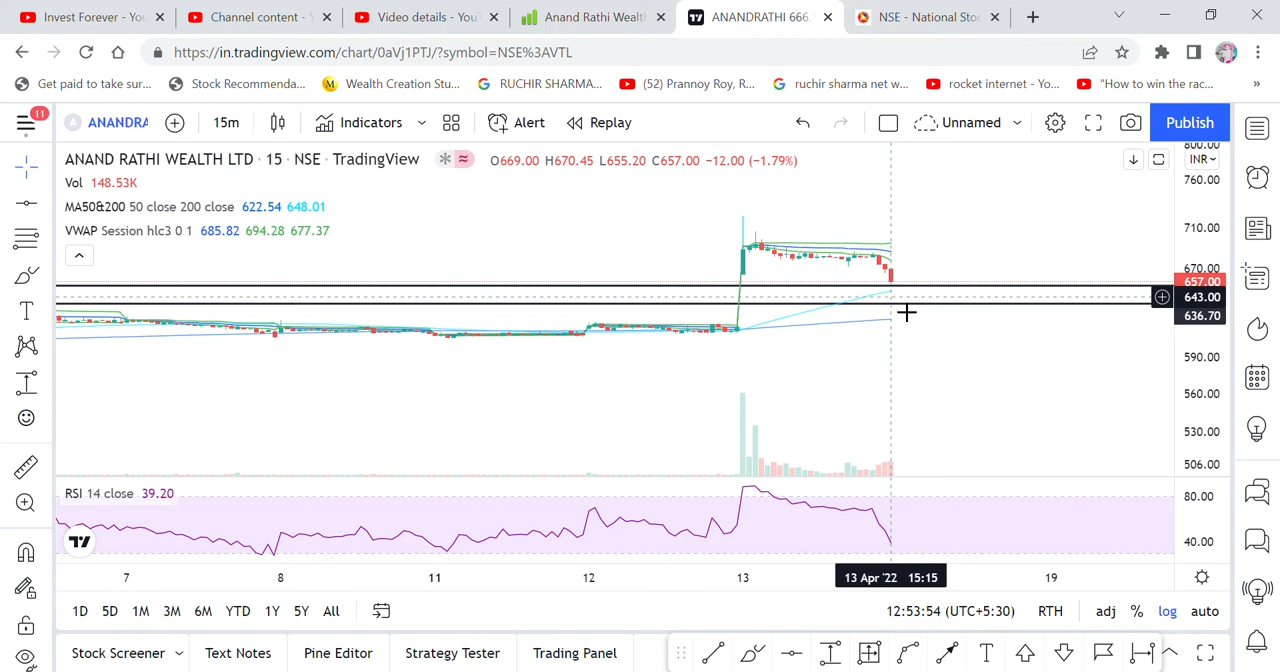 Invest Forever - You
Channel content -
Video details - You
Anand Rathi Wealth
ANANDRATHI 666.
NSE - National Stoc
https://in.tradingview.com/chart/0aVj1PTJ/?symbol=NSE%3AVTL
Get paid to take sur...
Stock Recommenda...
Wealth Creation Stu...
RUCHIR SHARMA...
(52) Prannoy Roy, R...
ruchir sharma net w...
rocket internet - Yo...
"How to win the rac...
»
11
A
ANANDRA
15m
Indicators
Alert
Replay
Unnamed
Publish
ANAND RATHI WEALTH LTD · 15 · NSE · TradingView
O669.00 H670.45 L655.20 C657.00 −12.00 (−1.79%)
INR
Vol 148.53K
MA50&200 50 close 200 close 622.54 648.01
VWAP Session hlc3 0 1 685.82 694.28 677.37
800.00
760.00
710.00
670.00
657.00
643.00
636.70
590.00
560.00
530.00
506.00
RSI 14 close 39.20
80.00
40.00
7
8
11
12
13
13 Apr '22 15:15
19
1D
5D
1M
3M
6M
YTD
1Y
5Y
All
12:53:54 (UTC+5:30)
RTH
adj
%
log
auto
Stock Screener
Text Notes
Pine Editor
Strategy Tester
Trading Panel